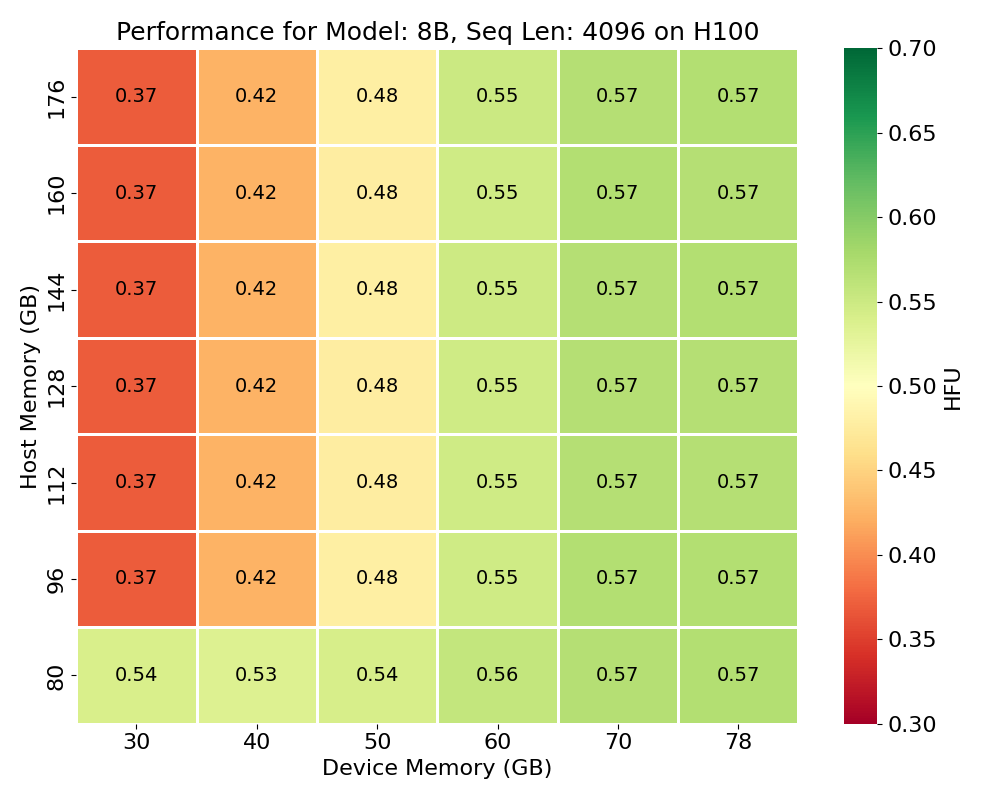 Performance for Model: 8B, Seq Len: 4096 on H100
176 0.37 0.42 0.48 0.55 0.57 0.57
160 0.37 0.42 0.48 0.55 0.57 0.57
144 0.37 0.42 0.48 0.55 0.57 0.57
128 0.37 0.42 0.48 0.55 0.57 0.57
112 0.37 0.42 0.48 0.55 0.57 0.57
96 0.37 0.42 0.48 0.55 0.57 0.57
80 0.54 0.53 0.54 0.56 0.57 0.57
30 40 50 60 70 78
Device Memory (GB)
Host Memory (GB)
0.70
0.65
0.60
0.55
0.50
0.45
0.40
0.35
0.30
HFU